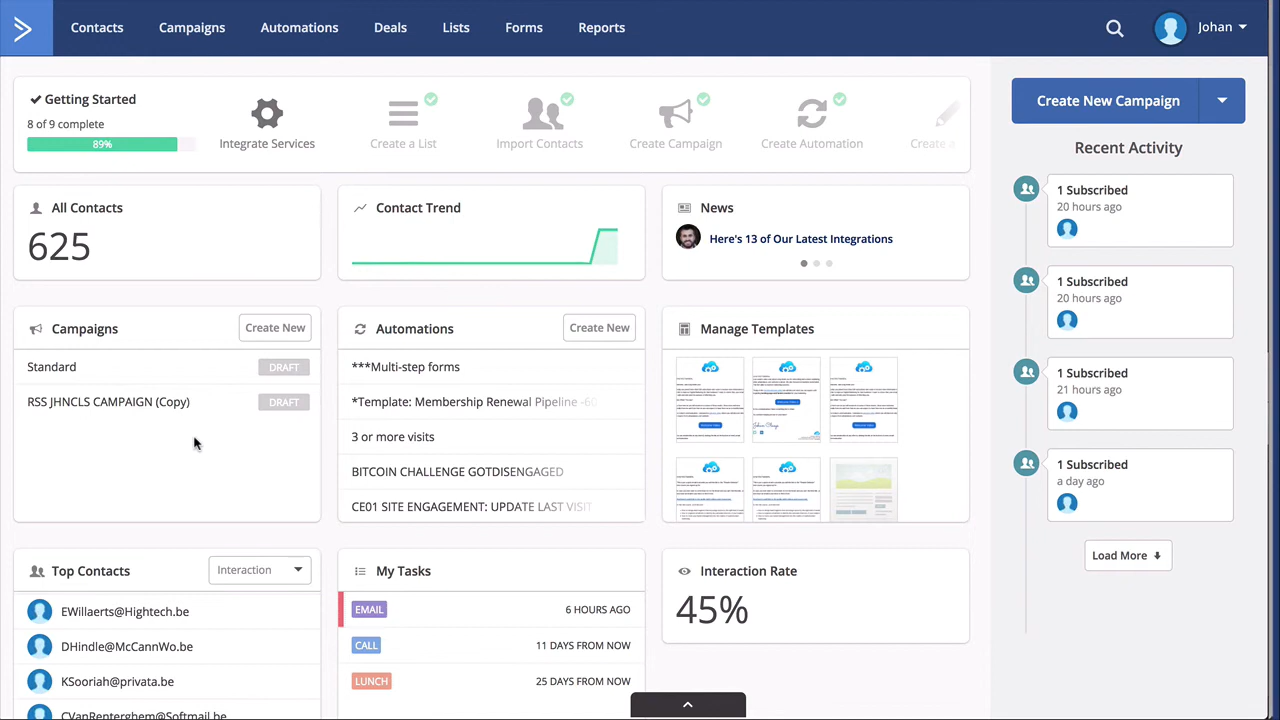 Contacts
Campaigns
Automations
Deals
Lists
Forms
Reports
Johan
Getting Started
8 of 9 complete
89%
Integrate Services
Create a List
Import Contacts
Create Campaign
Create Automation
Create a
Create New Campaign
Recent Activity
1 Subscribed
20 hours ago
1 Subscribed
20 hours ago
1 Subscribed
21 hours ago
1 Subscribed
a day ago
Load More
All Contacts
625
Contact Trend
News
Here's 13 of Our Latest Integrations
Campaigns
Create New
Standard
DRAFT
RSS JFINGS CAMPAIGN (Copy)
DRAFT
Automations
Create New
***Multi-step forms
*Template: Membership Renewal Pipeline
3 or more visits
BITCOIN CHALLENGE GOTDISENGAGED
CE01 SITE ENGAGEMENT: UPDATE LAST VISIT
Manage Templates
Top Contacts
Interaction
EWillaerts@Hightech.be
DHindle@McCannWo.be
KSooriah@privata.be
CVanRenterghem@Softmail.be
My Tasks
EMAIL
6 HOURS AGO
CALL
11 DAYS FROM NOW
LUNCH
25 DAYS FROM NOW
Interaction Rate
45%